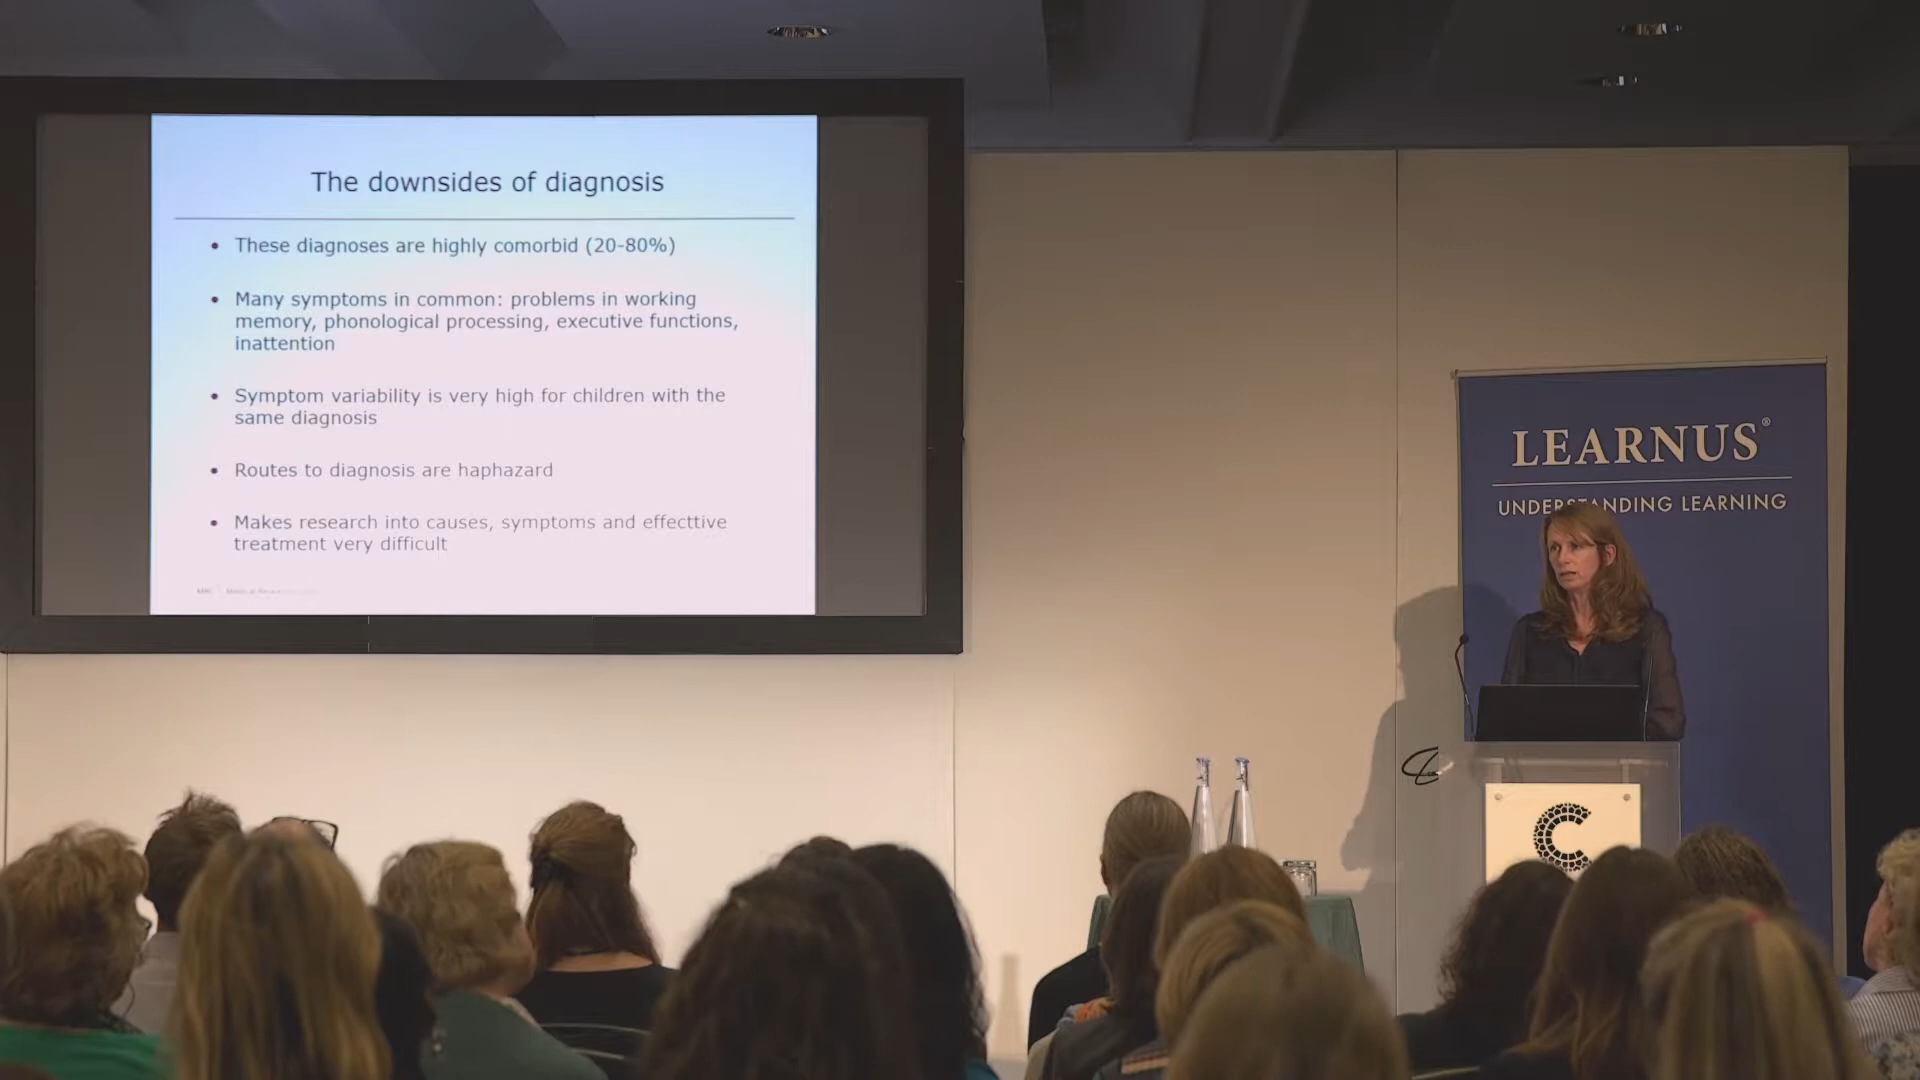 The downsides of diagnosis
• These diagnoses are highly comorbid (20-80%)
• Many symptoms in common: problems in working
memory, phonological processing, executive functions,
inattention
• Symptom variability is very high for children with the
same diagnosis
• Routes to diagnosis are haphazard
• Makes research into causes, symptoms and effecttive
treatment very difficult
LEARNUS®
UNDERSTANDING LEARNING
C